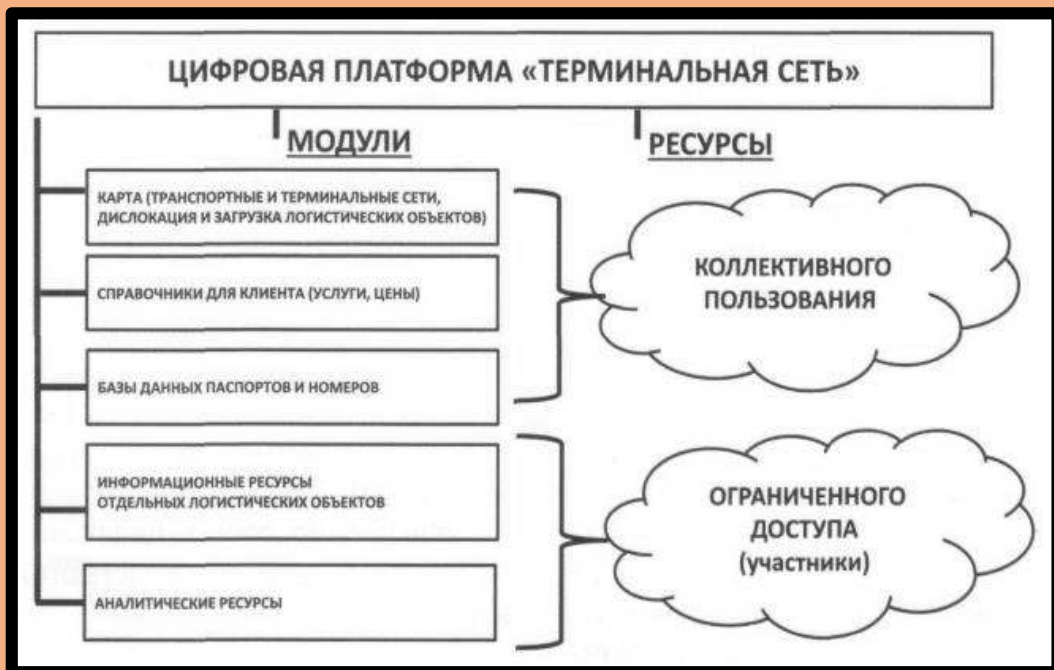 ЦИФРОВАЯ ПЛАТФОРМА «ТЕРМИНАЛЬНАЯ СЕТЬ»
МОДУЛИ
РЕСУРСЫ
КАРТА (ТРАНСПОРТНЫЕ И ТЕРМИНАЛЬНЫЕ СЕТИ,
ДИСЛОКАЦИЯ И ЗАГРУЗКА ЛОГИСТИЧЕСКИХ ОБЪЕКТОВ)
СПРАВОЧНИКИ ДЛЯ КЛИЕНТА (УСЛУГИ, ЦЕНЫ)
БАЗЫ ДАННЫХ ПАСПОРТОВ И НОМЕРОВ
КОЛЛЕКТИВНОГО
ПОЛЬЗОВАНИЯ
ИНФОРМАЦИОННЫЕ РЕСУРСЫ
ОТДЕЛЬНЫХ ЛОГИСТИЧЕСКИХ ОБЪЕКТОВ
АНАЛИТИЧЕСКИЕ РЕСУРСЫ
ОГРАНИЧЕННОГО
ДОСТУПА
(участники)